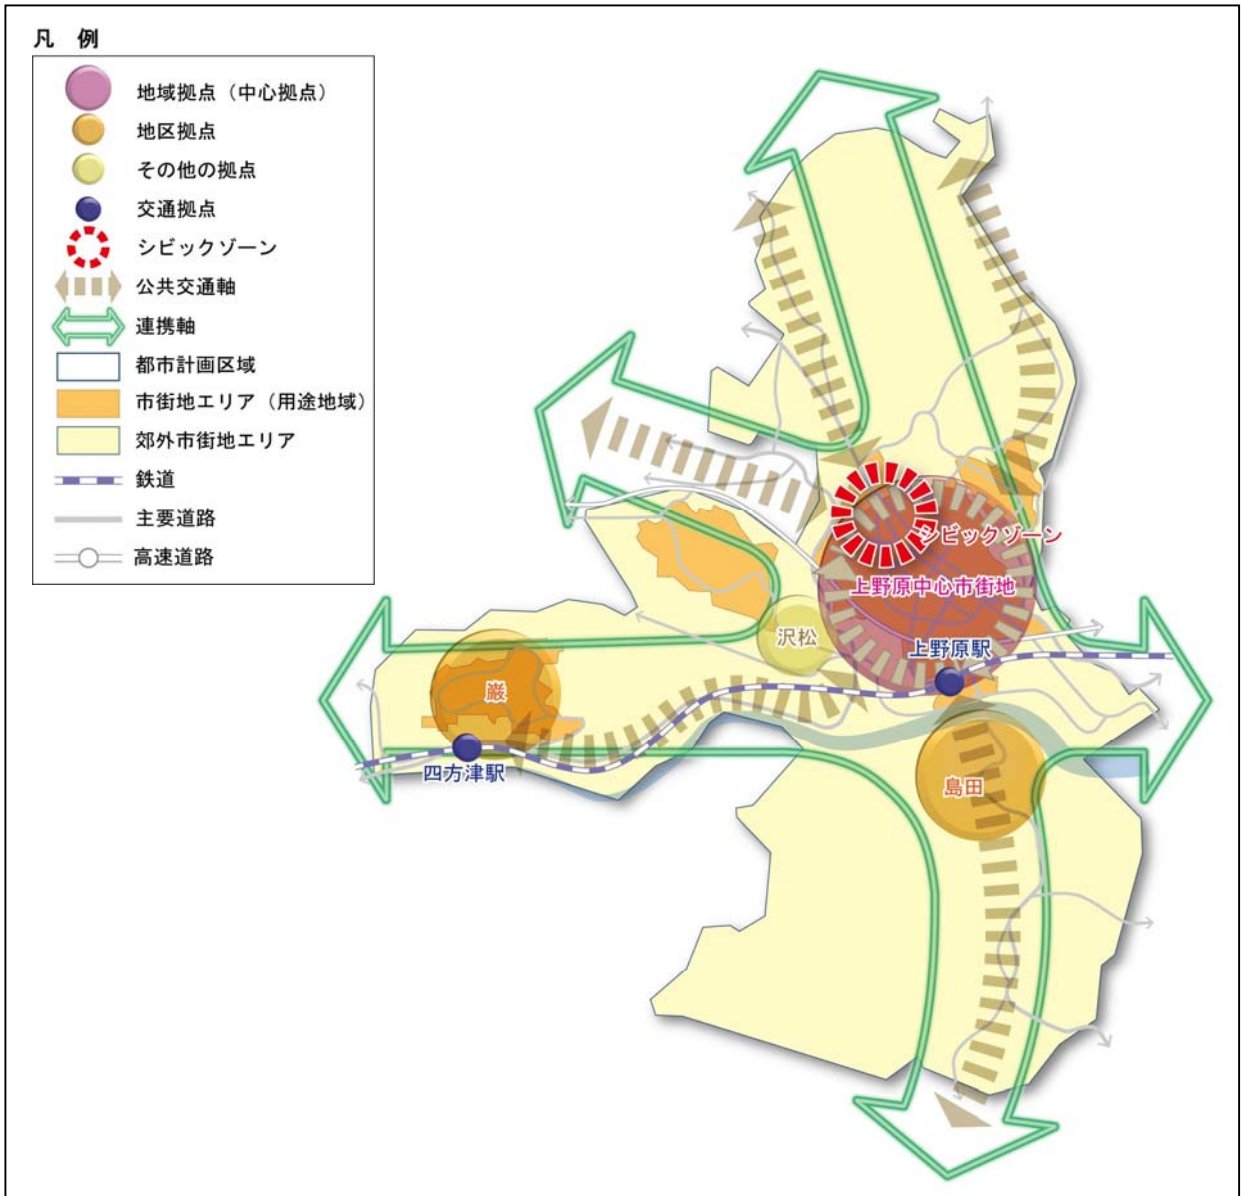 凡 例
地域拠点（中心拠点）
地区拠点
その他の拠点
交通拠点
シビックゾーン
公共交通軸
連携軸
都市計画区域
市街地エリア（用途地域）
郊外市街地エリア
鉄道
主要道路
高速道路
シビックゾーン
上野原中心市街地
沢松
上野原駅
巌
四方津駅
島田